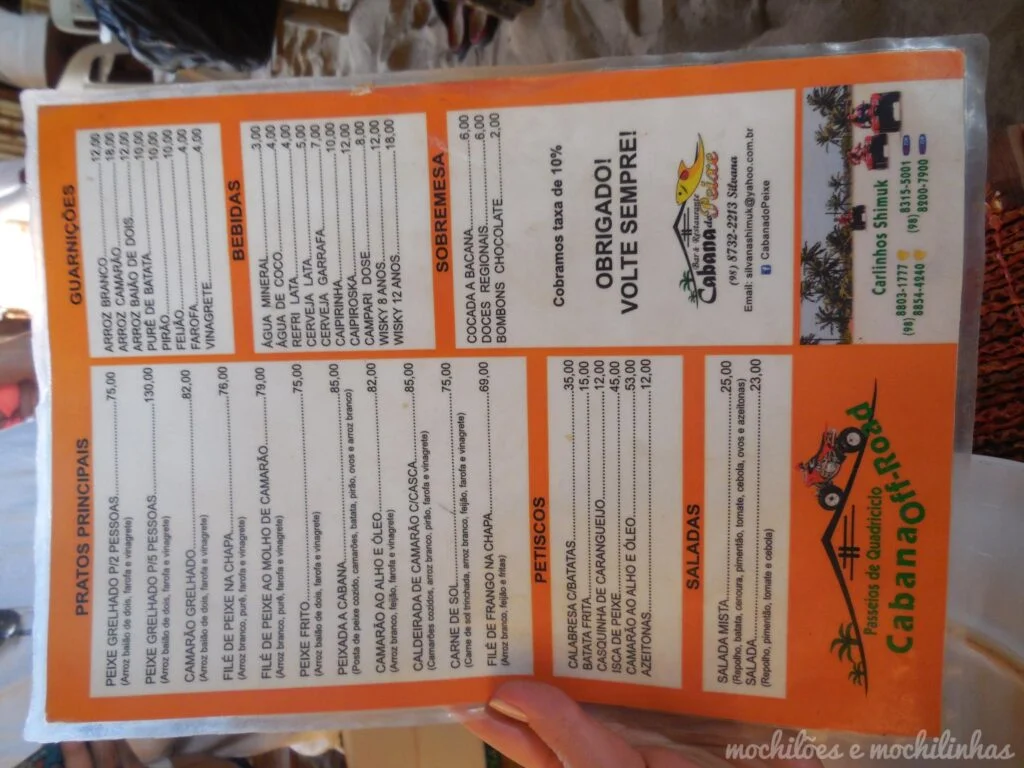 PRATOS PRINCIPAIS
PEIXE GRELHADO P/2 PESSOAS..........75,00
(Arroz baião de dois, farofa e vinagrete)
PEIXE GRELHADO P/5 PESSOAS..........130,00
(Arroz baião de dois, farofa e vinagrete)
CAMARÃO GRELHADO..........82,00
(Arroz baião de dois, farofa e vinagrete)
FILÉ DE PEIXE NA CHAPA..........76,00
(Arroz branco, purê, farofa e vinagrete)
FILÉ DE PEIXE AO MOLHO DE CAMARÃO..........79,00
(Arroz branco, purê, farofa e vinagrete)
PEIXE FRITO..........75,00
(Arroz baião de dois, farofa e vinagrete)
PEIXADA A CABANA..........85,00
(Posta de peixe cozido, camarões, batata, pirão, ovos e arroz branco)
CAMARÃO AO ALHO E ÓLEO..........82,00
(Arroz branco, feijão, farofa e vinagrete)
CALDEIRADA DE CAMARÃO C/CASCA..........85,00
(Camarões cozidos, arroz branco, pirão, farofa e vinagrete)
CARNE DE SOL..........75,00
(Carne de sol trinchada, arroz branco, feijão, farofa e vinagrete)
FILÉ DE FRANGO NA CHAPA..........69,00
(Arroz branco, feijão e fritas)
PETISCOS
CALABRESA C/BATATAS..........35,00
BATATA FRITA..........15,00
CASQUINHA DE CARANGUEIJO..........12,00
ISCA DE PEIXE..........45,00
CAMARÃO AO ALHO E ÓLEO..........53,00
AZEITONAS..........12,00
SALADAS
SALADA MISTA..........25,00
(Repolho, batata, cenoura, pimentão, tomate, cebola, ovos e azeitonas)
SALADA..........23,00
(Repolho, pimentão, tomate e cebola)
Passeios de Quadriciclo
CabanaOff-Road
GUARNIÇÕES
ARROZ BRANCO..........12,00
ARROZ CAMARÃO..........18,00
ARROZ BAIÃO DE DOIS..........12,00
PURÊ DE BATATA..........10,00
PIRÃO..........10,00
FEIJÃO..........4,00
FAROFA..........4,00
VINAGRETE..........4,00
BEBIDAS
ÁGUA MINERAL..........3,00
ÁGUA DE COCO..........4,00
REFRI LATA..........4,00
CERVEJA LATA..........5,00
CERVEJA GARRAFA..........7,00
CAIPIRINHA..........10,00
CAIPIROSKA..........12,00
CAMPARI DOSE..........8,00
WISKY 8 ANOS..........12,00
WISKY 12 ANOS..........18,00
SOBREMESA
COCADA A BACANA..........6,00
DOCES REGIONAIS..........6,00
BOMBONS CHOCOLATE..........2,00
Cobramos taxa de 10%
OBRIGADO!
VOLTE SEMPRE!
Bar & Restaurante
Cabana do Peixe
(98) 8732-2213 Silvana
Email: silvanashimuk@yahoo.com.br
CabanadoPeixe
Carlinhos Shimuk
(98) 8803-1777 (98) 8315-5001
8854-4940 8200-7900
mochilões e mochilinhas